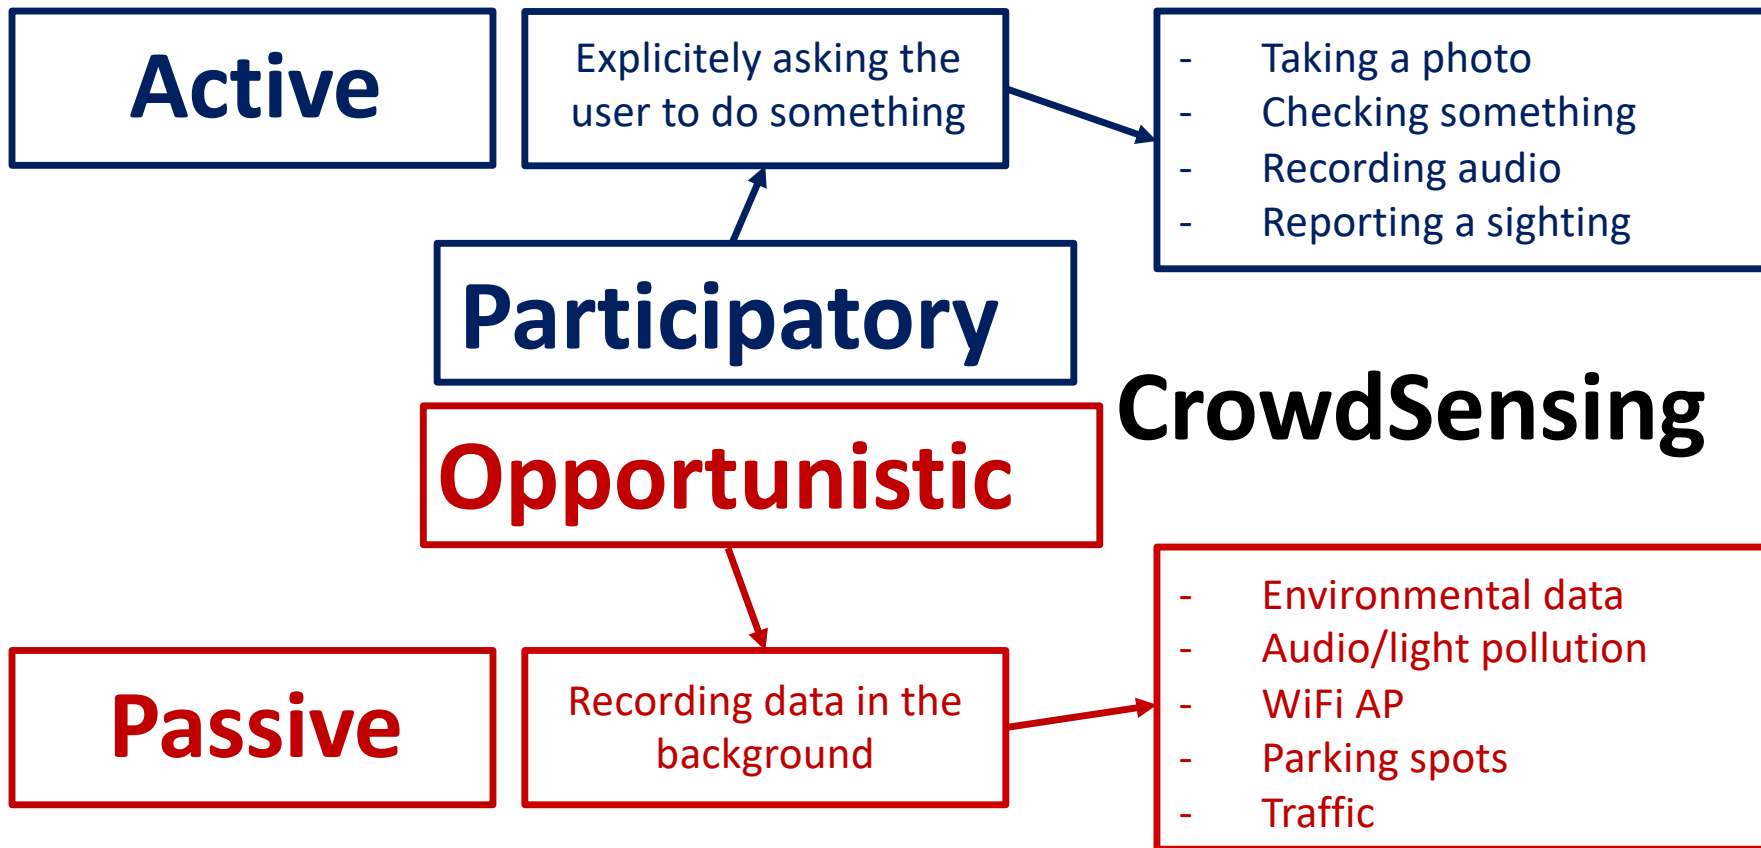 Active
Explicitely asking the
user to do something
- Taking a photo
- Checking something
- Recording audio
- Reporting a sighting
Participatory
CrowdSensing
Opportunistic
Passive
Recording data in the
background
- Environmental data
- Audio/light pollution
- WiFi AP
- Parking spots
- Traffic